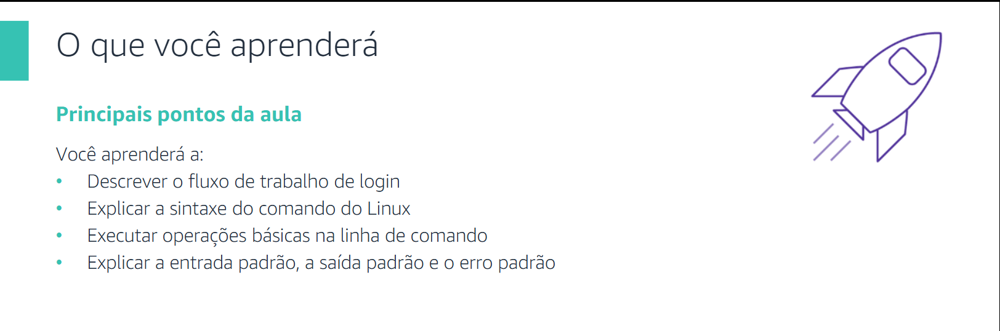 O que você aprenderá
Principais pontos da aula
Você aprenderá a:
• Descrever o fluxo de trabalho de login
• Explicar a sintaxe do comando do Linux
• Executar operações básicas na linha de comando
• Explicar a entrada padrão, a saída padrão e o erro padrão